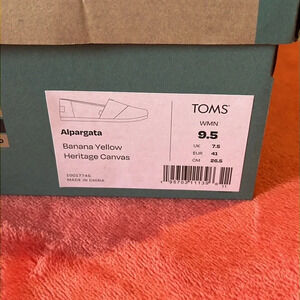 TOMS®
WMN
9.5
UK 7.5
EUR 41
CM 26.5
Alpargata
Banana Yellow
Heritage Canvas
10017746
MADE IN CHINA